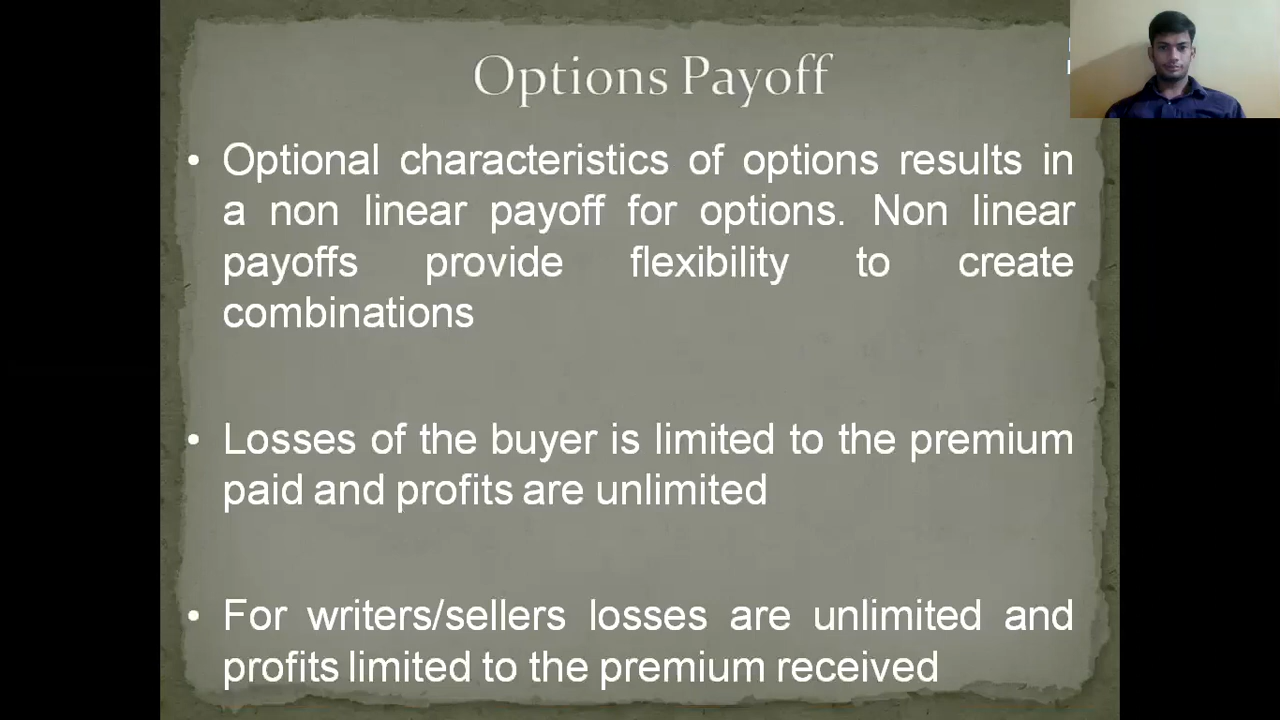 Options Payoff
• Optional characteristics of options results in
a non linear payoff for options. Non linear
payoffs provide flexibility to create
combinations
• Losses of the buyer is limited to the premium
paid and profits are unlimited
• For writers/sellers losses are unlimited and
profits limited to the premium received